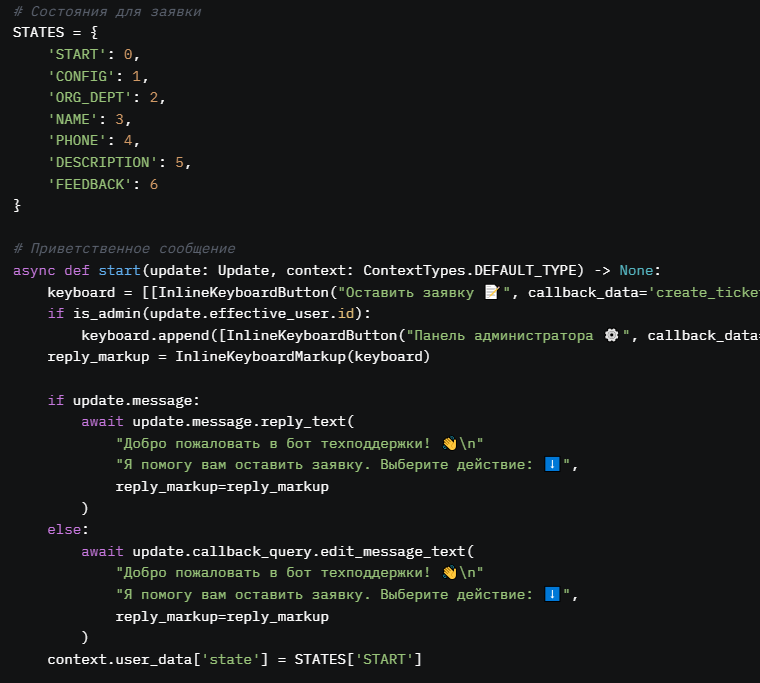 # Состояния для заявки
STATES = {
    'START': 0,
    'CONFIG': 1,
    'ORG_DEPT': 2,
    'NAME': 3,
    'PHONE': 4,
    'DESCRIPTION': 5,
    'FEEDBACK': 6
}
# Приветственное сообщение
async def start(update: Update, context: ContextTypes.DEFAULT_TYPE) -> None:
    keyboard = [[InlineKeyboardButton("Оставить заявку 📝", callback_data='create_ticket
    if is_admin(update.effective_user.id):
        keyboard.append([InlineKeyboardButton("Панель администратора ⚙️", callback_data=
    reply_markup = InlineKeyboardMarkup(keyboard)
    if update.message:
        await update.message.reply_text(
            "Добро пожаловать в бот техподдержки! 👋\n"
            "Я помогу вам оставить заявку. Выберите действие: ⬇️",
            reply_markup=reply_markup
        )
    else:
        await update.callback_query.edit_message_text(
            "Добро пожаловать в бот техподдержки! 👋\n"
            "Я помогу вам оставить заявку. Выберите действие: ⬇️",
            reply_markup=reply_markup
        )
    context.user_data['state'] = STATES['START']